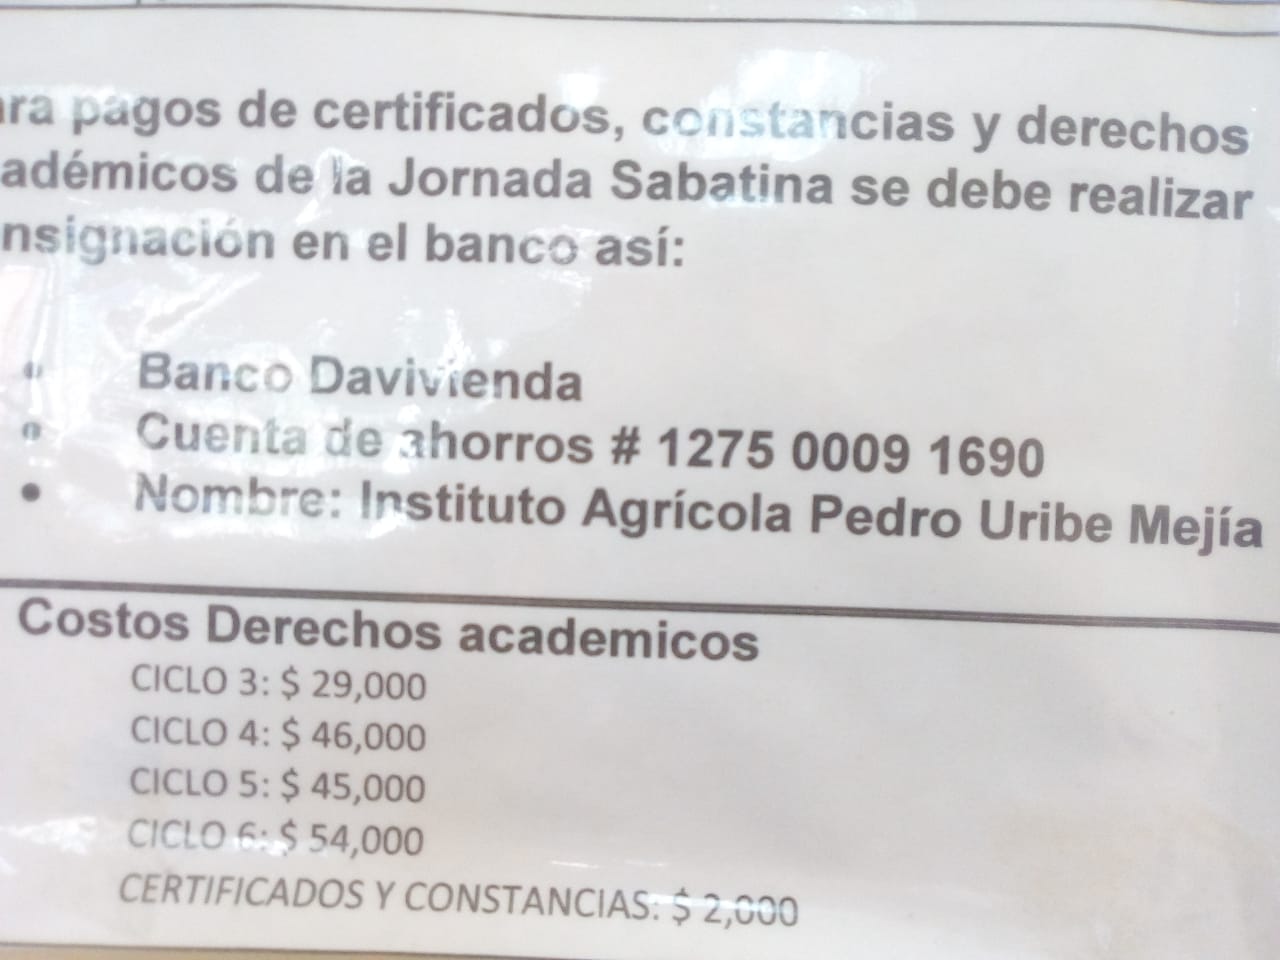 ara pagos de certificados, constancias y derechos
adémicos de la Jornada Sabatina se debe realizar
nsignación en el banco así:
• Banco Davivienda
• Cuenta de ahorros # 1275 0009 1690
• Nombre: Instituto Agrícola Pedro Uribe Mejía
Costos Derechos academicos
CICLO 3: $ 29,000
CICLO 4: $ 46,000
CICLO 5: $ 45,000
CICLO 6: $ 54,000
CERTIFICADOS Y CONSTANCIAS: $ 2,000